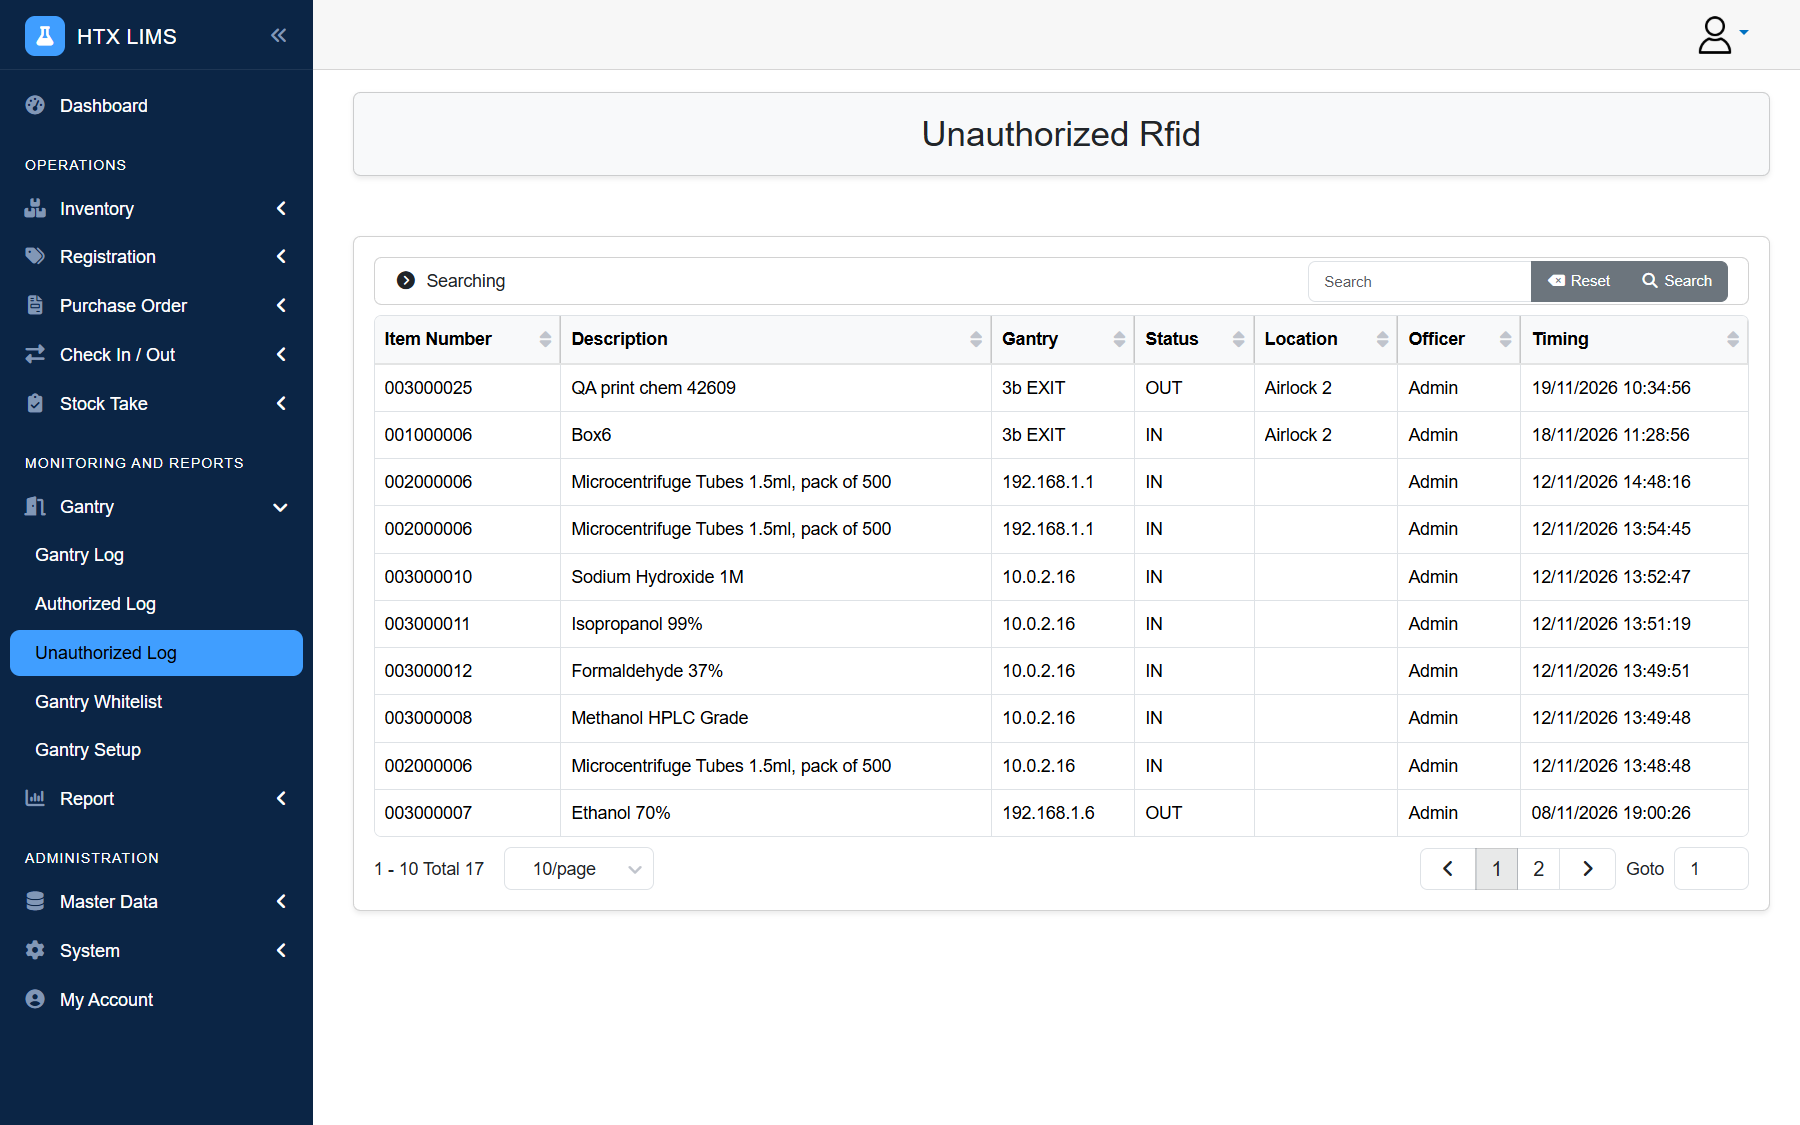 HTX LIMS
Dashboard
OPERATIONS
Inventory
Registration
Purchase Order
Check In / Out
Stock Take
MONITORING AND REPORTS
Gantry
Gantry Log
Authorized Log
Unauthorized Log
Gantry Whitelist
Gantry Setup
Report
ADMINISTRATION
Master Data
System
My Account
Unauthorized Rfid
Searching Search Reset Search
Item Number Description Gantry Status Location Officer Timing
003000025 QA print chem 42609 3b EXIT OUT Airlock 2 Admin 19/11/2026 10:34:56
001000006 Box6 3b EXIT IN Airlock 2 Admin 18/11/2026 11:28:56
002000006 Microcentrifuge Tubes 1.5ml, pack of 500 192.168.1.1 IN Admin 12/11/2026 14:48:16
002000006 Microcentrifuge Tubes 1.5ml, pack of 500 192.168.1.1 IN Admin 12/11/2026 13:54:45
003000010 Sodium Hydroxide 1M 10.0.2.16 IN Admin 12/11/2026 13:52:47
003000011 Isopropanol 99% 10.0.2.16 IN Admin 12/11/2026 13:51:19
003000012 Formaldehyde 37% 10.0.2.16 IN Admin 12/11/2026 13:49:51
003000008 Methanol HPLC Grade 10.0.2.16 IN Admin 12/11/2026 13:49:48
002000006 Microcentrifuge Tubes 1.5ml, pack of 500 10.0.2.16 IN Admin 12/11/2026 13:48:48
003000007 Ethanol 70% 192.168.1.6 OUT Admin 08/11/2026 19:00:26
1 - 10 Total 17 10/page 1 2 Goto 1